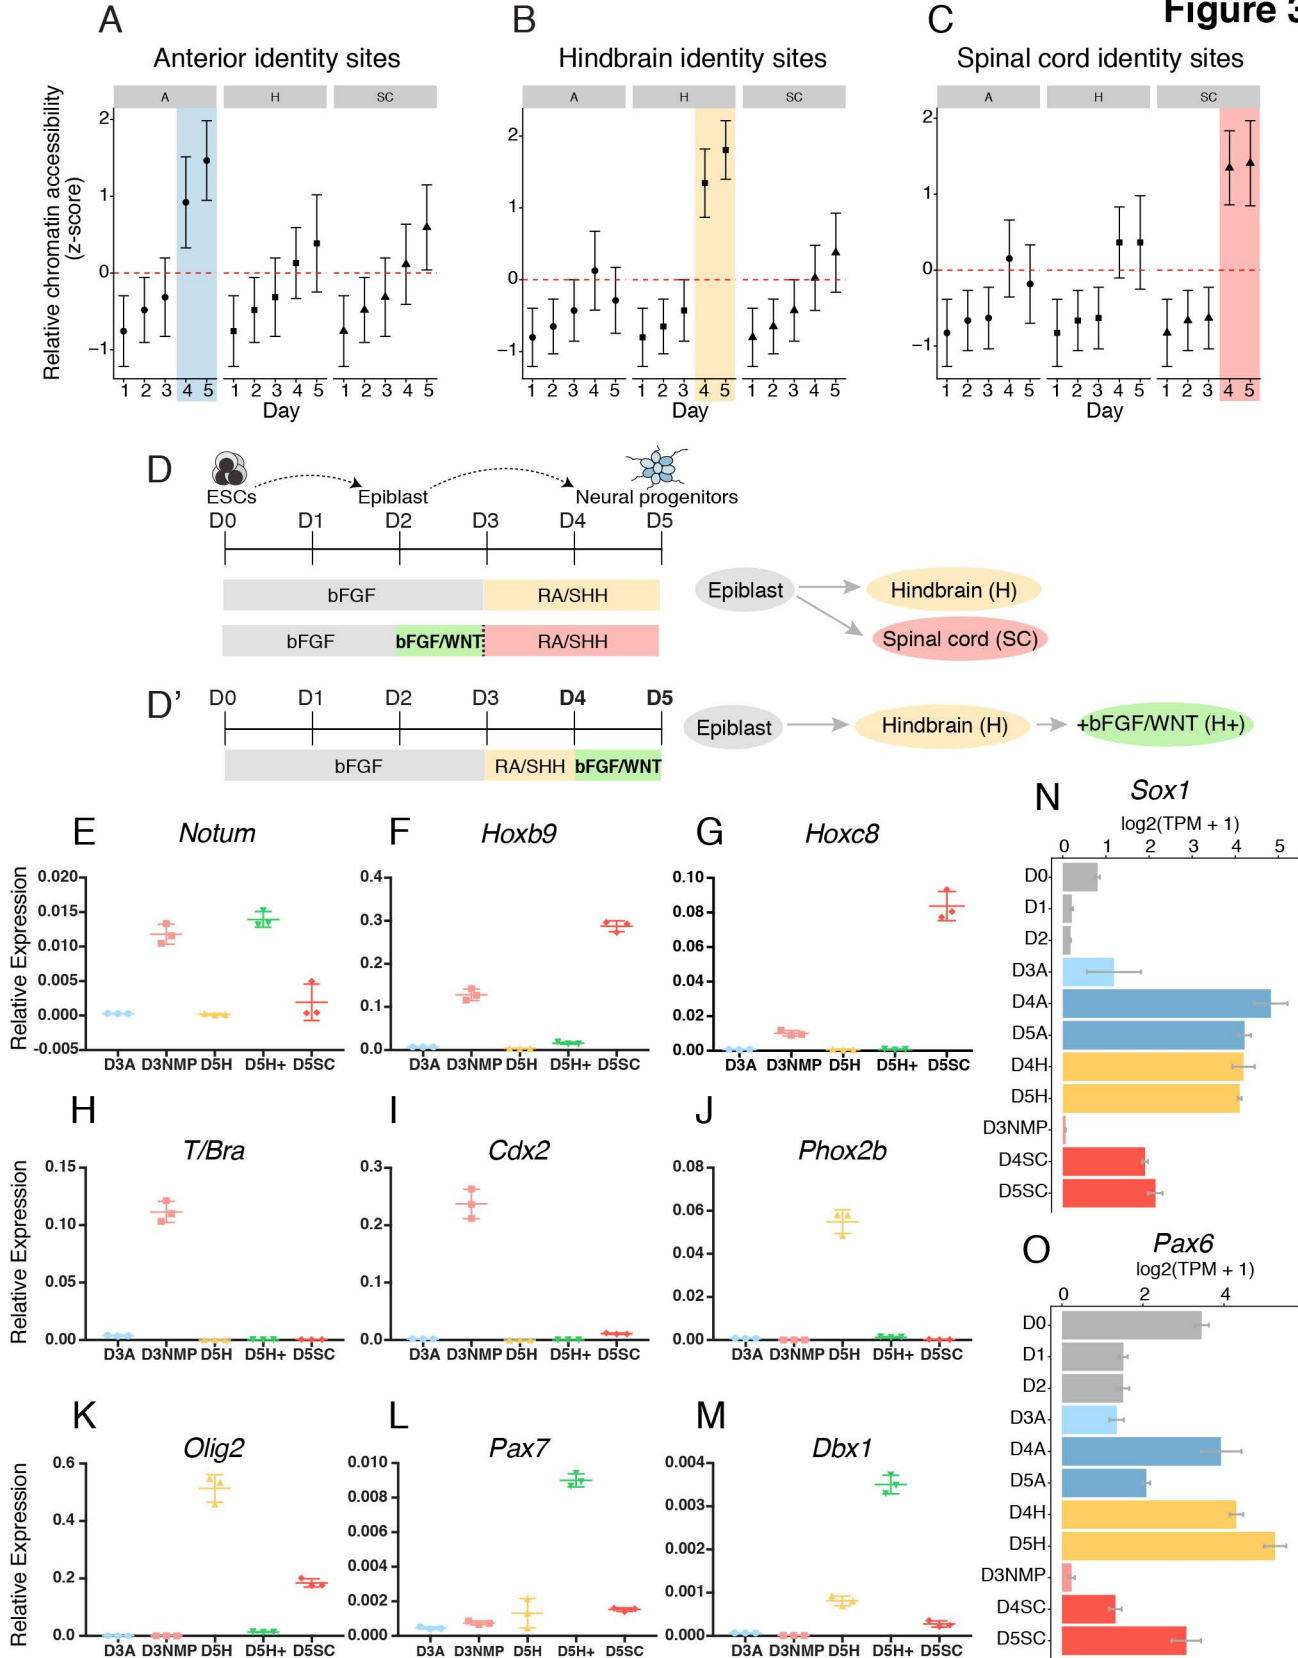 Figure 3
A
Anterior identity sites
A H SC
Relative chromatin accessibility
(z-score)
2
1
0
−1
1 2 3 4 5 1 2 3 4 5 1 2 3 4 5
Day
B
Hindbrain identity sites
A H SC
2
1
0
−1
1 2 3 4 5 1 2 3 4 5 1 2 3 4 5
Day
C
Spinal cord identity sites
A H SC
2
1
0
−1
1 2 3 4 5 1 2 3 4 5 1 2 3 4 5
Day
D
ESCs Epiblast Neural progenitors
D0 D1 D2 D3 D4 D5
bFGF RA/SHH
bFGF bFGF/WNT RA/SHH
Epiblast Hindbrain (H)
Spinal cord (SC)
D'
D0 D1 D2 D3 D4 D5
bFGF RA/SHH bFGF/WNT
Epiblast Hindbrain (H) +bFGF/WNT (H+)
E
Notum
Relative Expression
0.020
0.015
0.010
0.005
0.000
-0.005
D3A D3NMP D5H D5H+ D5SC
F
Hoxb9
0.4
0.3
0.2
0.1
0.0
D3A D3NMP D5H D5H+ D5SC
G
Hoxc8
0.10
0.08
0.06
0.04
0.02
0.00
D3A D3NMP D5H D5H+ D5SC
H
T/Bra
Relative Expression
0.15
0.10
0.05
0.00
D3A D3NMP D5H D5H+ D5SC
I
Cdx2
0.3
0.2
0.1
0.0
D3A D3NMP D5H D5H+ D5SC
J
Phox2b
0.08
0.06
0.04
0.02
0.00
D3A D3NMP D5H D5H+ D5SC
K
Olig2
Relative Expression
0.6
0.4
0.2
0.0
D3A D3NMP D5H D5H+ D5SC
L
Pax7
0.010
0.008
0.006
0.004
0.002
0.000
D3A D3NMP D5H D5H+ D5SC
M
Dbx1
0.004
0.003
0.002
0.001
0.000
D3A D3NMP D5H D5H+ D5SC
N
Sox1
log2(TPM + 1)
0 1 2 3 4 5
D0
D1
D2
D3A
D4A
D5A
D4H
D5H
D3NMP
D4SC
D5SC
O
Pax6
log2(TPM + 1)
0 2 4
D0
D1
D2
D3A
D4A
D5A
D4H
D5H
D3NMP
D4SC
D5SC